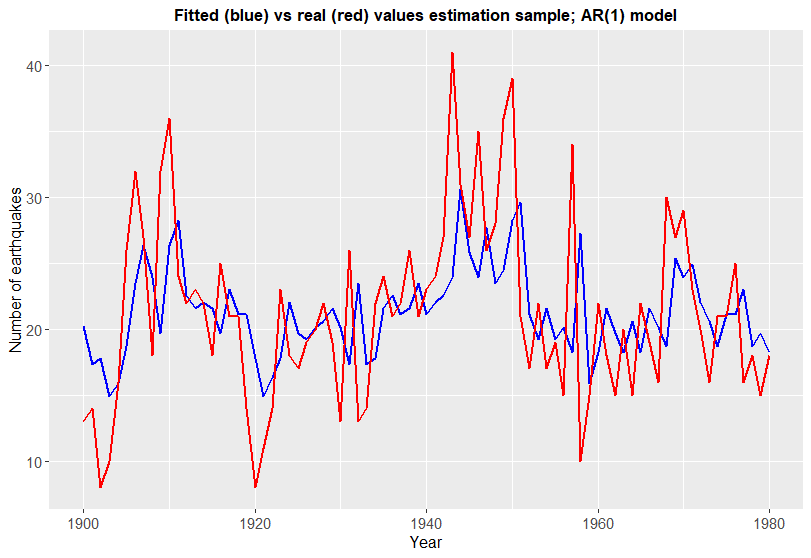 Fitted (blue) vs real (red) values estimation sample; AR(1) model
Number of earthquakes
40
30
20
10
1900 1920 1940 1960 1980
Year